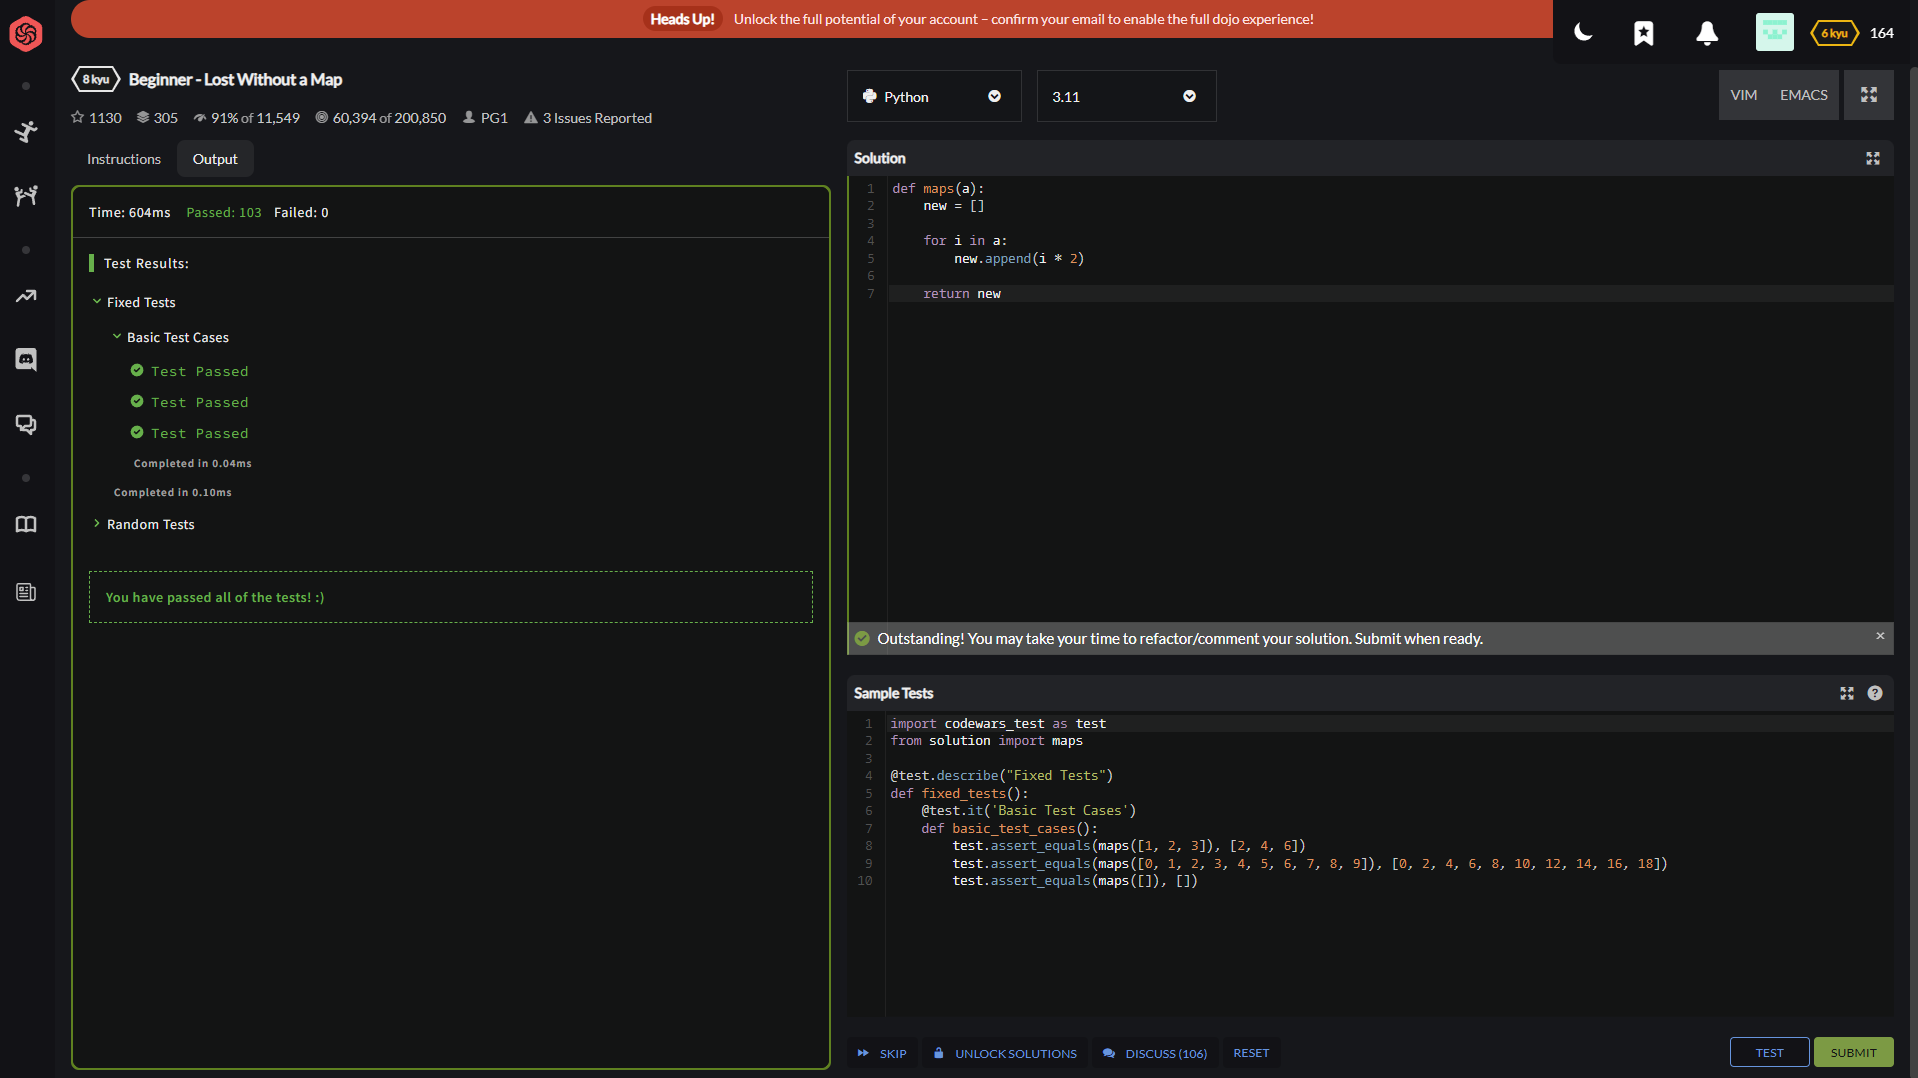 Heads Up! Unlock the full potential of your account – confirm your email to enable the full dojo experience!
6 kyu 164
8 kyu Beginner - Lost Without a Map
1130 305 91% of 11,549 60,394 of 200,850 PG1 3 Issues Reported
Instructions Output
Time: 604ms Passed: 103 Failed: 0
Test Results:
Fixed Tests
Basic Test Cases
Test Passed
Test Passed
Test Passed
Completed in 0.04ms
Completed in 0.10ms
Random Tests
You have passed all of the tests! :)
Python 3.11 VIM EMACS
Solution
1 def maps(a):
2     new = []
3
4     for i in a:
5         new.append(i * 2)
6
7     return new
Outstanding! You may take your time to refactor/comment your solution. Submit when ready. ×
Sample Tests ?
1 import codewars_test as test
2 from solution import maps
3
4 @test.describe("Fixed Tests")
5 def fixed_tests():
6     @test.it('Basic Test Cases')
7     def basic_test_cases():
8         test.assert_equals(maps([1, 2, 3]), [2, 4, 6])
9         test.assert_equals(maps([0, 1, 2, 3, 4, 5, 6, 7, 8, 9]), [0, 2, 4, 6, 8, 10, 12, 14, 16, 18])
10         test.assert_equals(maps([]), [])
SKIP UNLOCK SOLUTIONS DISCUSS (106) RESET TEST SUBMIT